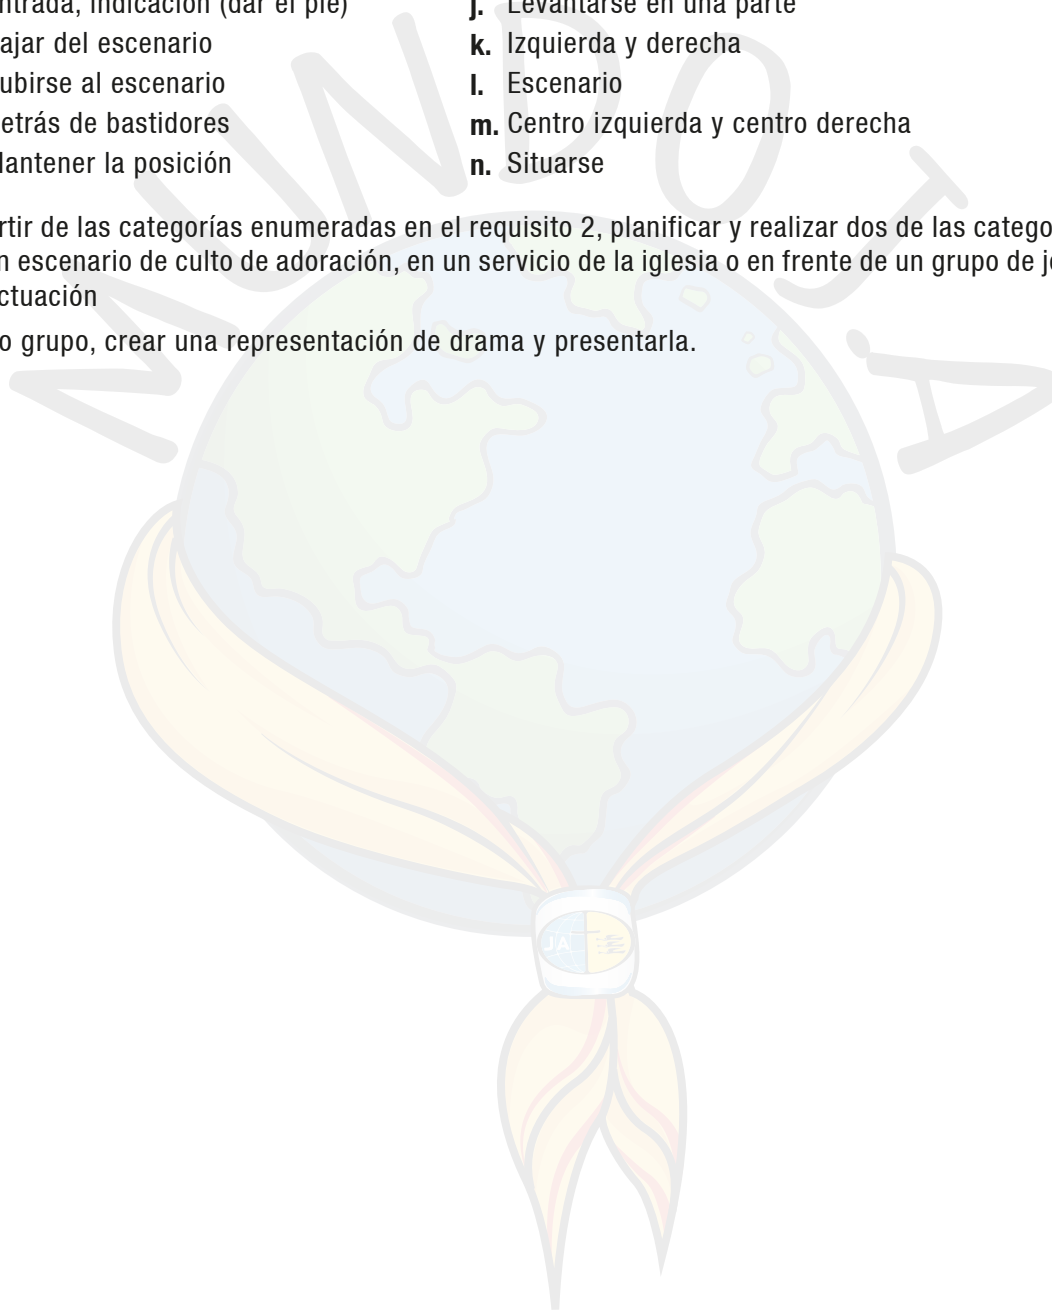 ntrada, indicación (dar el pie)
ajar del escenario
ubirse al escenario
etrás de bastidores
lantener la posición
j. Levantarse en una parte
k. Izquierda y derecha
l. Escenario
m. Centro izquierda y centro derecha
n. Situarse
rtir de las categorías enumeradas en el requisito 2, planificar y realizar dos de las catego
n escenario de culto de adoración, en un servicio de la iglesia o en frente de un grupo de j
ctuación
o grupo, crear una representación de drama y presentarla.
MUNDO JA
JA